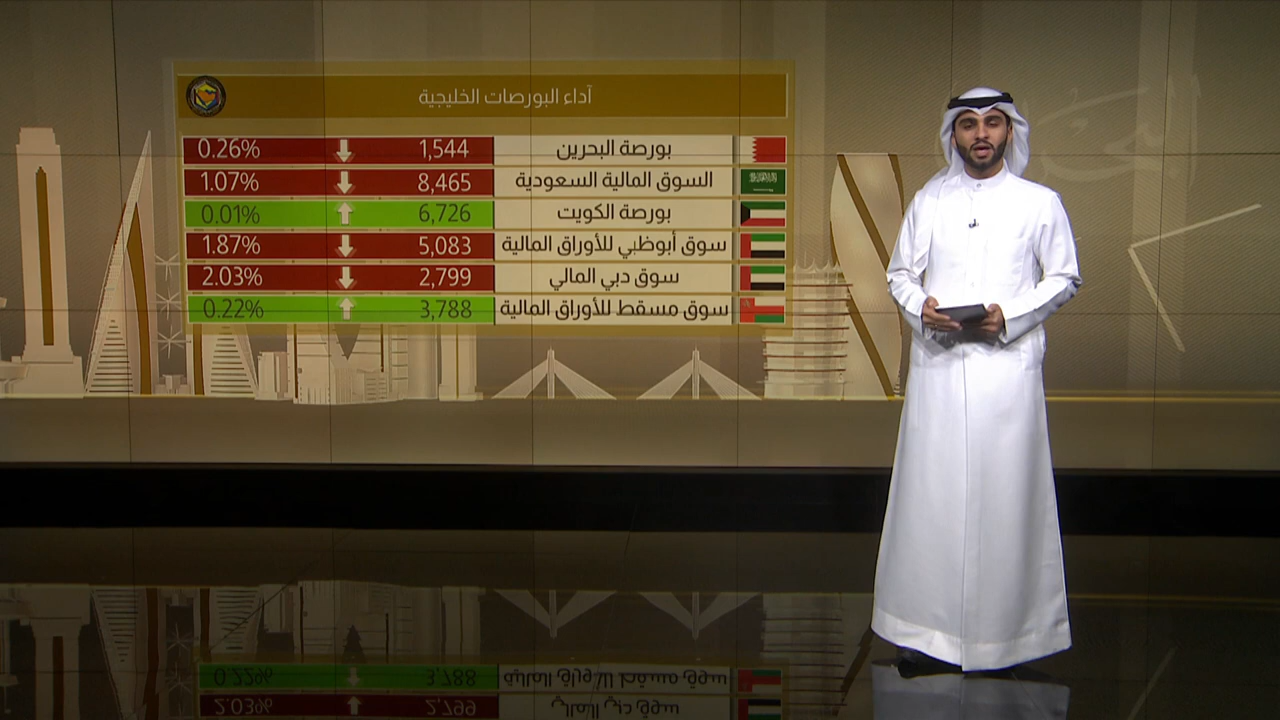 آداء البورصات الخليجية
بورصة البحرين 1,544 0.26%
السوق المالية السعودية 8,465 1.07%
بورصة الكويت 6,726 0.01%
سوق أبوظبي للأوراق المالية 5,083 1.87%
سوق دبي المالي 2,799 2.03%
سوق مسقط للأوراق المالية 3,788 0.22%